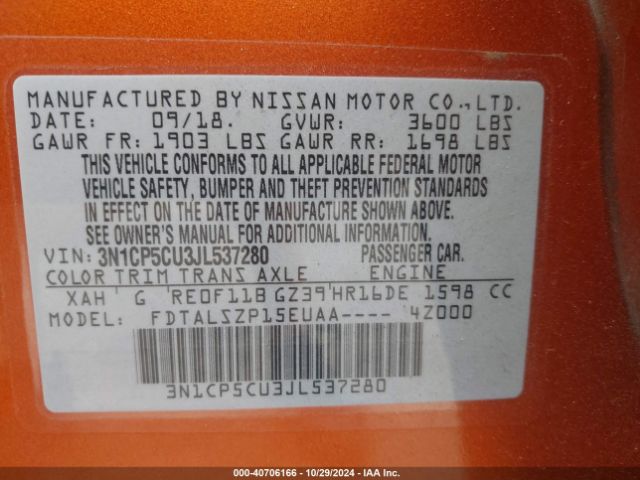 MANUFACTURED BY NISSAN MOTOR CO.,LTD.
DATE: 09/18. GVWR: 3600 LBS
GAWR FR: 1903 LBS GAWR RR: 1698 LBS
THIS VEHICLE CONFORMS TO ALL APPLICABLE FEDERAL MOTOR
VEHICLE SAFETY, BUMPER AND THEFT PREVENTION STANDARDS
IN EFFECT ON THE DATE OF MANUFACTURE SHOWN ABOVE.
SEE OWNER'S MANUAL FOR ADDITIONAL INFORMATION.
VIN: 3N1CP5CU3JL537280 PASSENGER CAR.
COLOR TRIM TRANS AXLE ENGINE
XAH G RE0F11B GZ39 HR16DE 1598 CC
MODEL: FDTALSZP15EUAA---- 4Z000
3N1CP5CU3JL537280
000-40706166 • 10/29/2024 • IAA Inc.